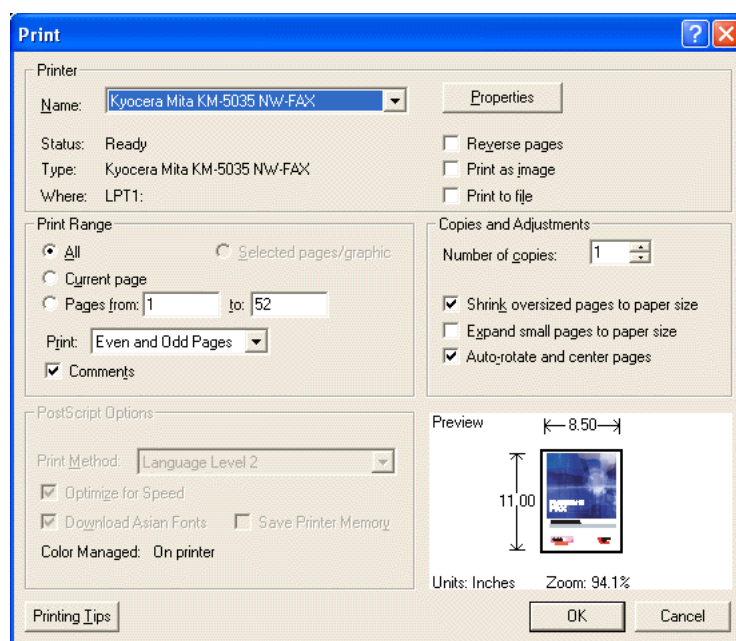 Print
Printer
Name: Kyocera Mita KM-5035 NW-FAX
Properties
Status: Ready
Reverse pages
Type: Kyocera Mita KM-5035 NW-FAX
Print as image
Where: LPT1:
Print to file
Print Range
All
Selected pages/graphic
Current page
Pages from: 1 to: 52
Print: Even and Odd Pages
Comments
Copies and Adjustments
Number of copies: 1
Shrink oversized pages to paper size
Expand small pages to paper size
Auto-rotate and center pages
PostScript Options
Print Method: Language Level 2
Optimize for Speed
Download Asian Fonts Save Printer Memory
Color Managed: On printer
Preview
8.50
11.00
Units: Inches Zoom: 94.1%
Printing Tips
OK
Cancel